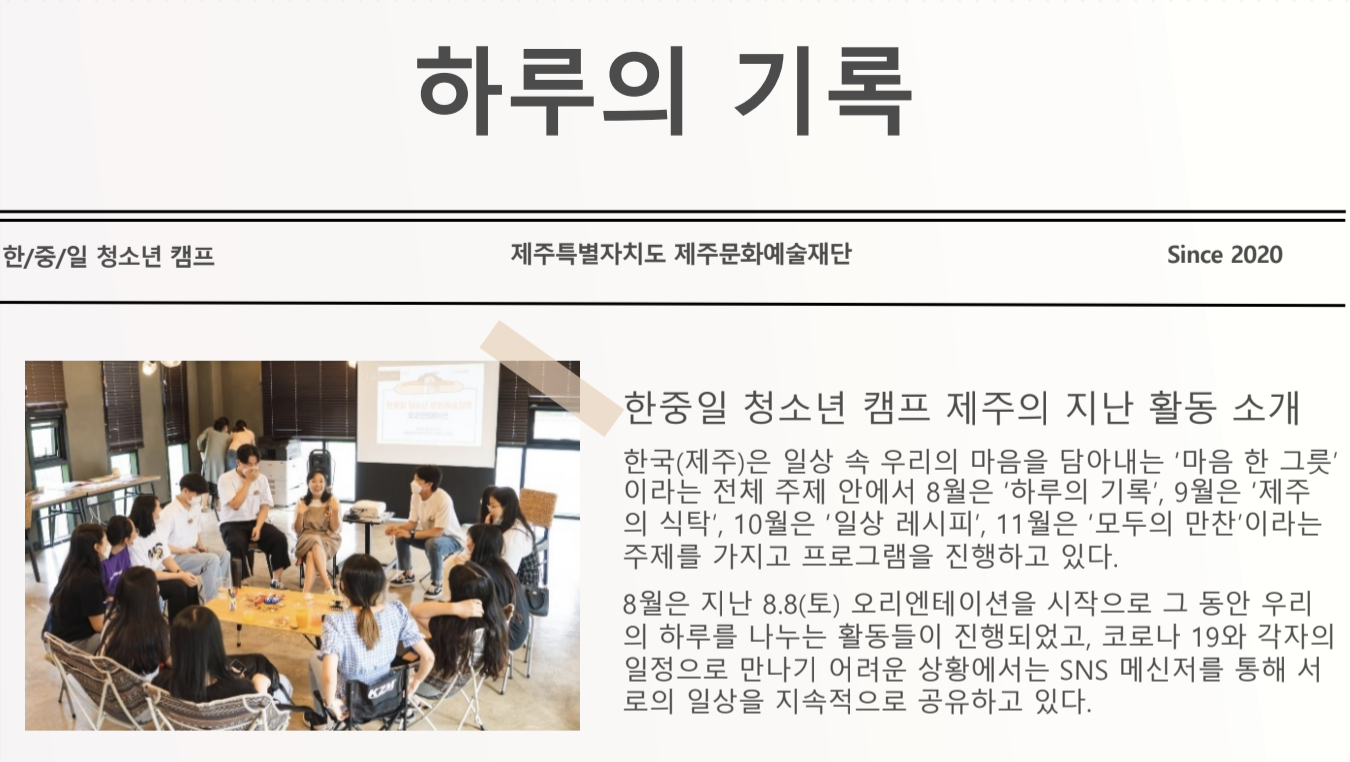 하루의 기록
한/중/일 청소년 캠프
제주특별자치도 제주문화예술재단
Since 2020
한중일 청소년 캠프 제주의 지난 활동 소개
한국(제주)은 일상 속 우리의 마음을 담아내는 '마음 한 그릇'
이라는 전체 주제 안에서 8월은 '하루의 기록', 9월은 '제주
의 식탁', 10월은 '일상 레시피', 11월은 '모두의 만찬'이라는
주제를 가지고 프로그램을 진행하고 있다.
8월은 지난 8.8(토) 오리엔테이션을 시작으로 그 동안 우리
의 하루를 나누는 활동들이 진행되었고, 코로나 19와 각자의
일정으로 만나기 어려운 상황에서는 SNS 메신저를 통해 서
로의 일상을 지속적으로 공유하고 있다.
KZM